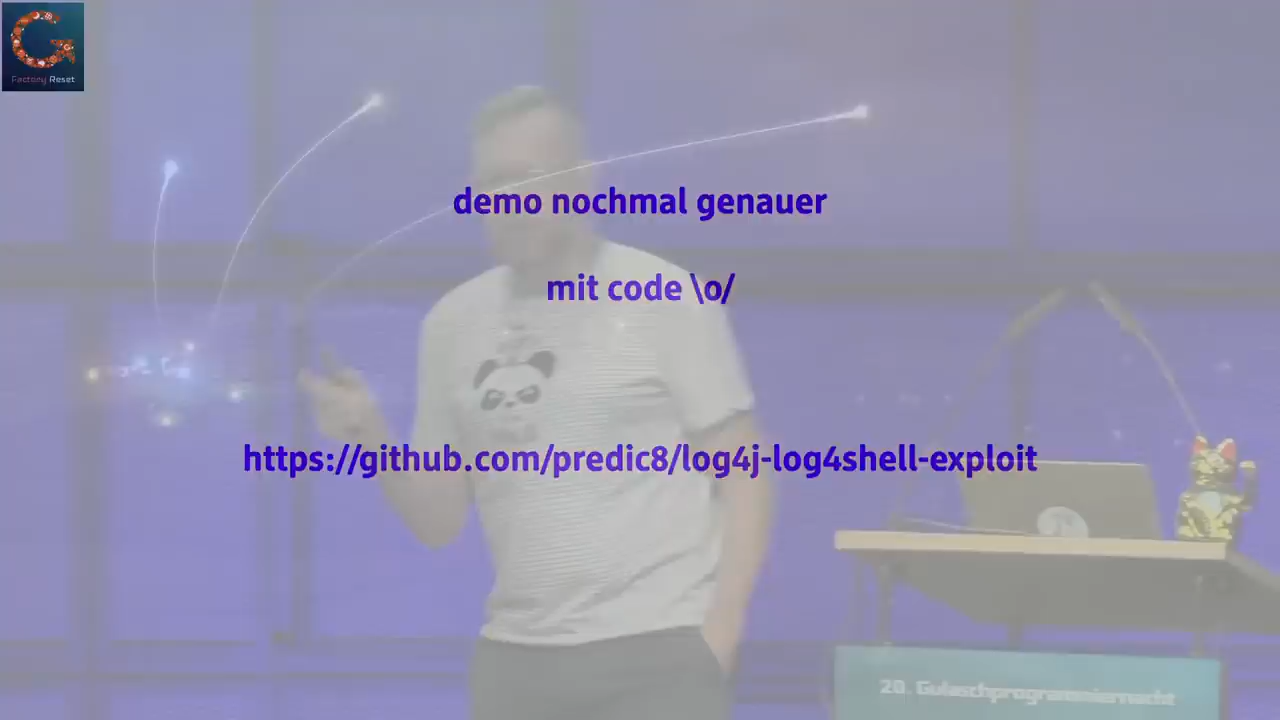 Factory Reset
demo nochmal genauer
mit code \o/
https://github.com/predic8/log4j-log4shell-exploit
20. Gulaschprogrammiernacht